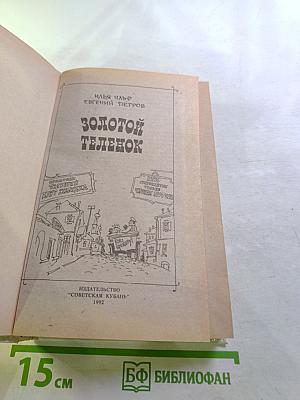 ИЛЬЯ ИЛЬФ
ЕВГЕНИЙ ПЕТРОВ
ЗОЛОТОЙ
ТЕЛЕНОК
ИЗДАТЕЛЬСТВО
"СОВЕТСКАЯ КУБАНЬ"
1992
15 см
БФ БИБЛИОФАН